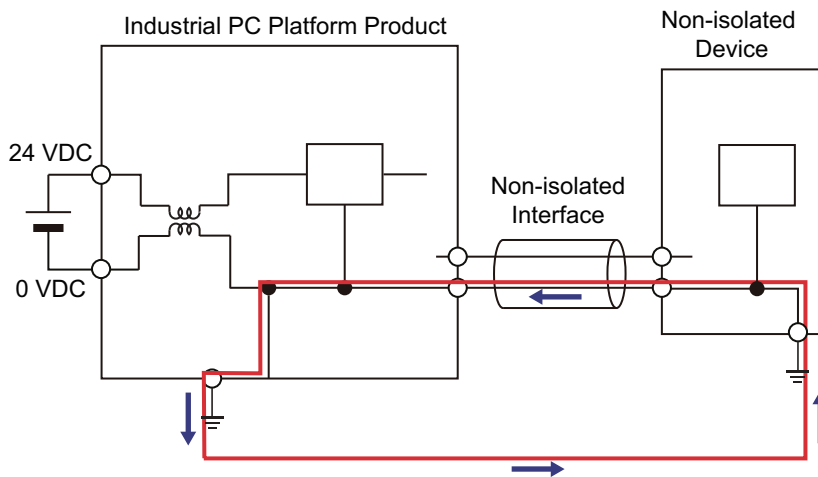 Industrial PC Platform Product
Non-isolated
Device
24 VDC
Non-isolated
Interface
0 VDC